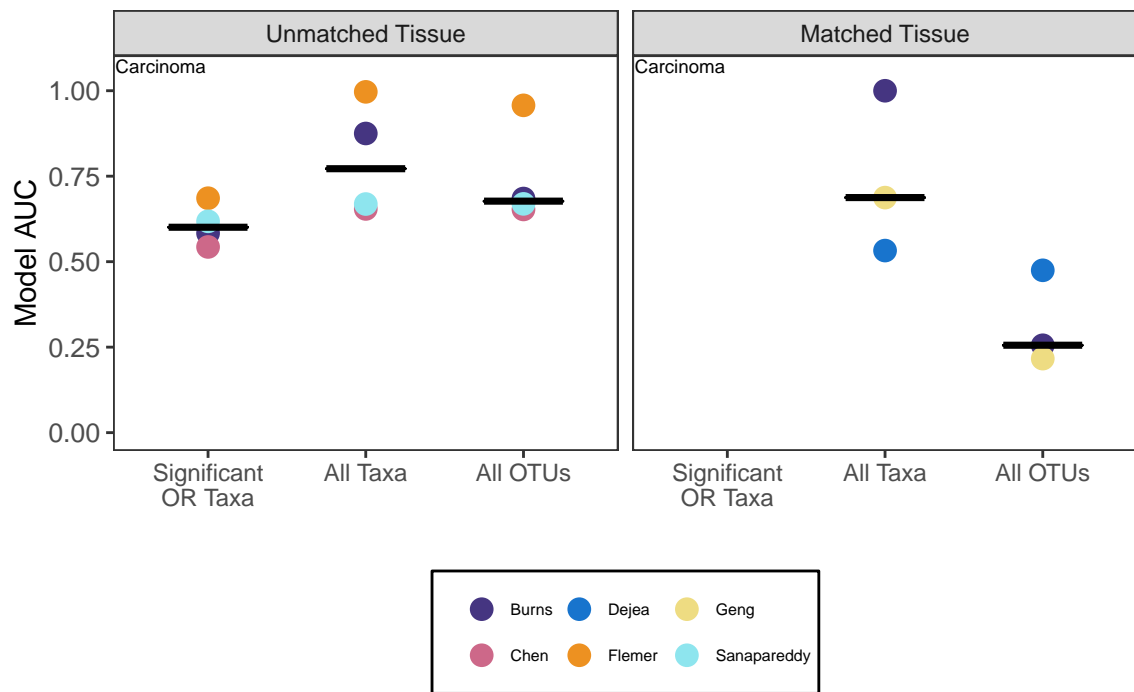 Unmatched Tissue
Matched Tissue
Carcinoma
Carcinoma
Model AUC
1.00
0.75
0.50
0.25
0.00
Significant
OR Taxa
All Taxa
All OTUs
Significant
OR Taxa
All Taxa
All OTUs
Burns
Dejea
Geng
Chen
Flemer
Sanapareddy